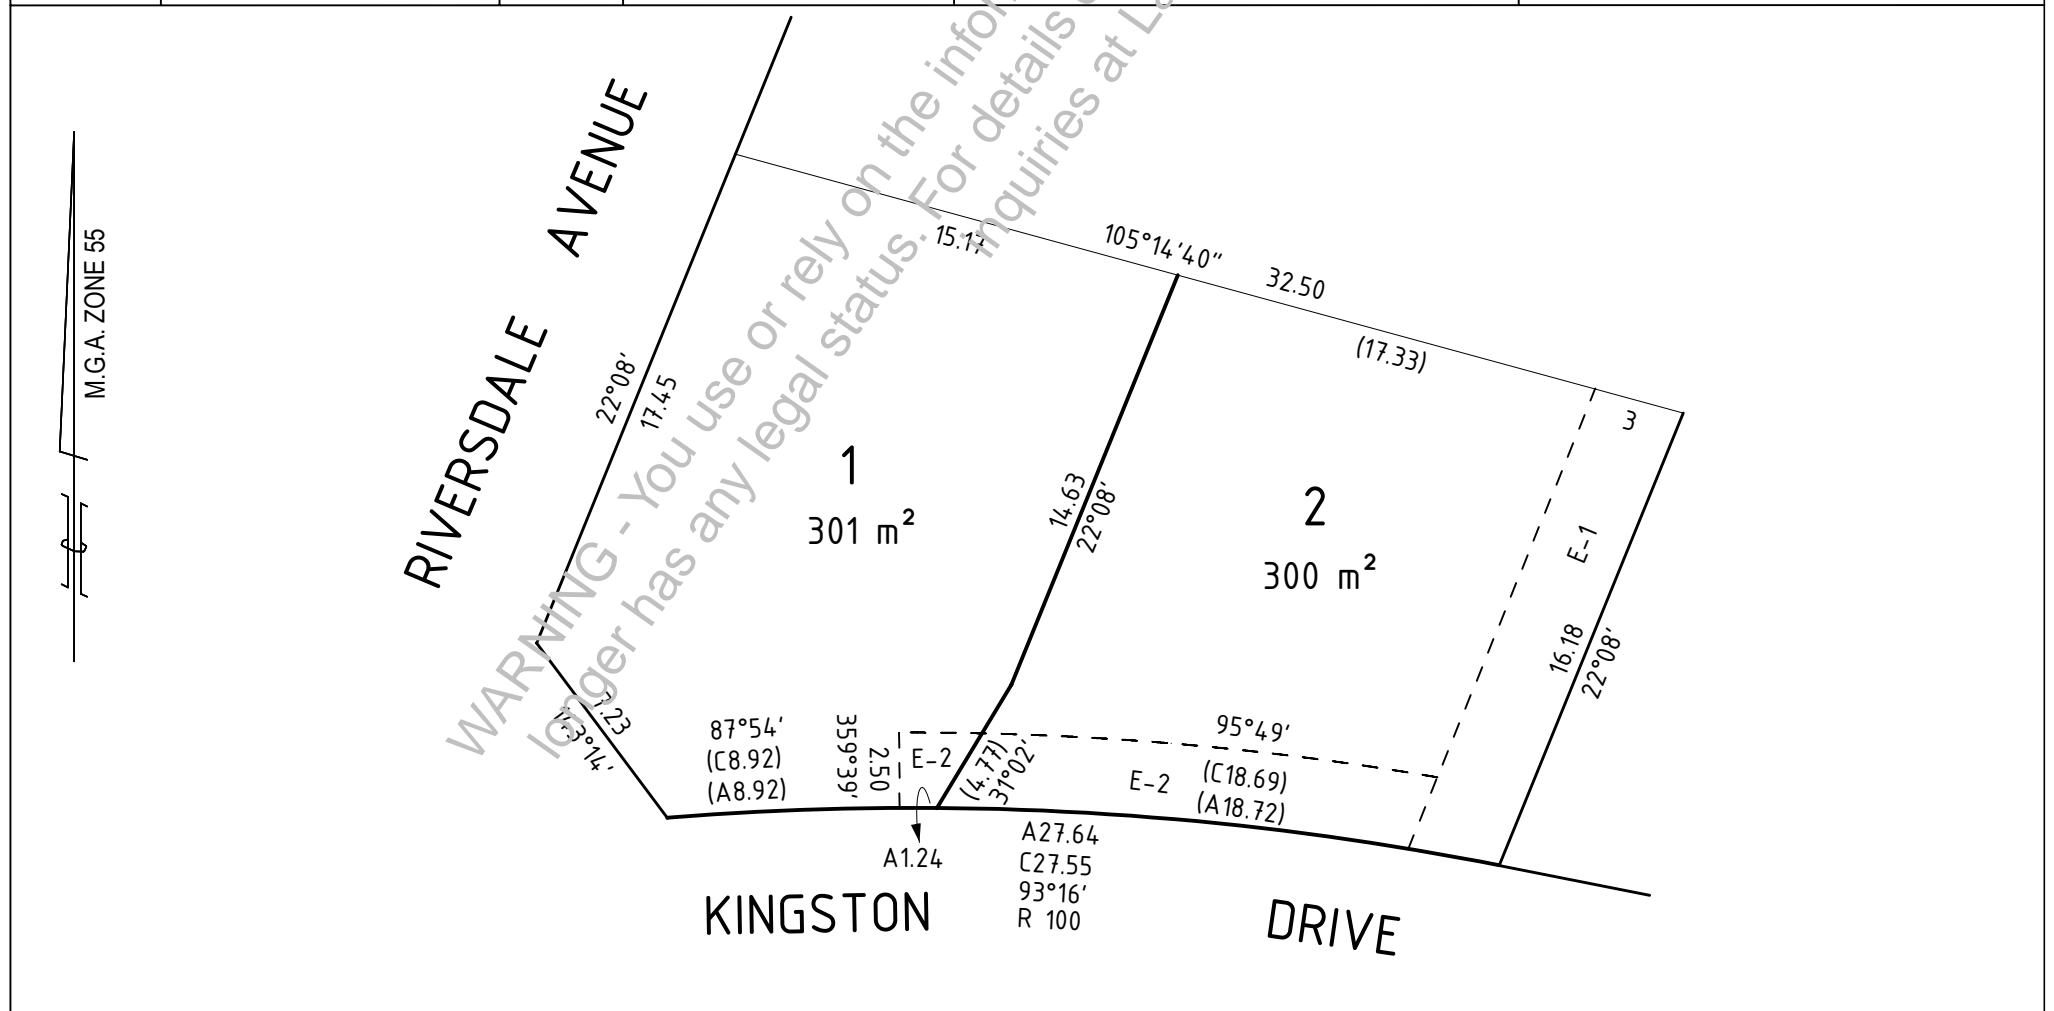 WARNING - You use or rely on the
longer has any legal status. For details
inquiries at
M.G.A. ZONE 55
RIVERSDALE AVENUE
22°08'
17.45
15.17
105°14'40"
32.50
(17.33)
3
1
301 m²
14.63
22°08'
2
300 m²
E-1
16.18
22°08'
87°54'
(C8.92)
(A8.92)
359°39'
2.50
E-2
(4.77)
31°02'
95°49'
(C18.69)
(A18.72)
E-2
A1.24
A27.64
C27.55
93°16'
R 100
KINGSTON DRIVE